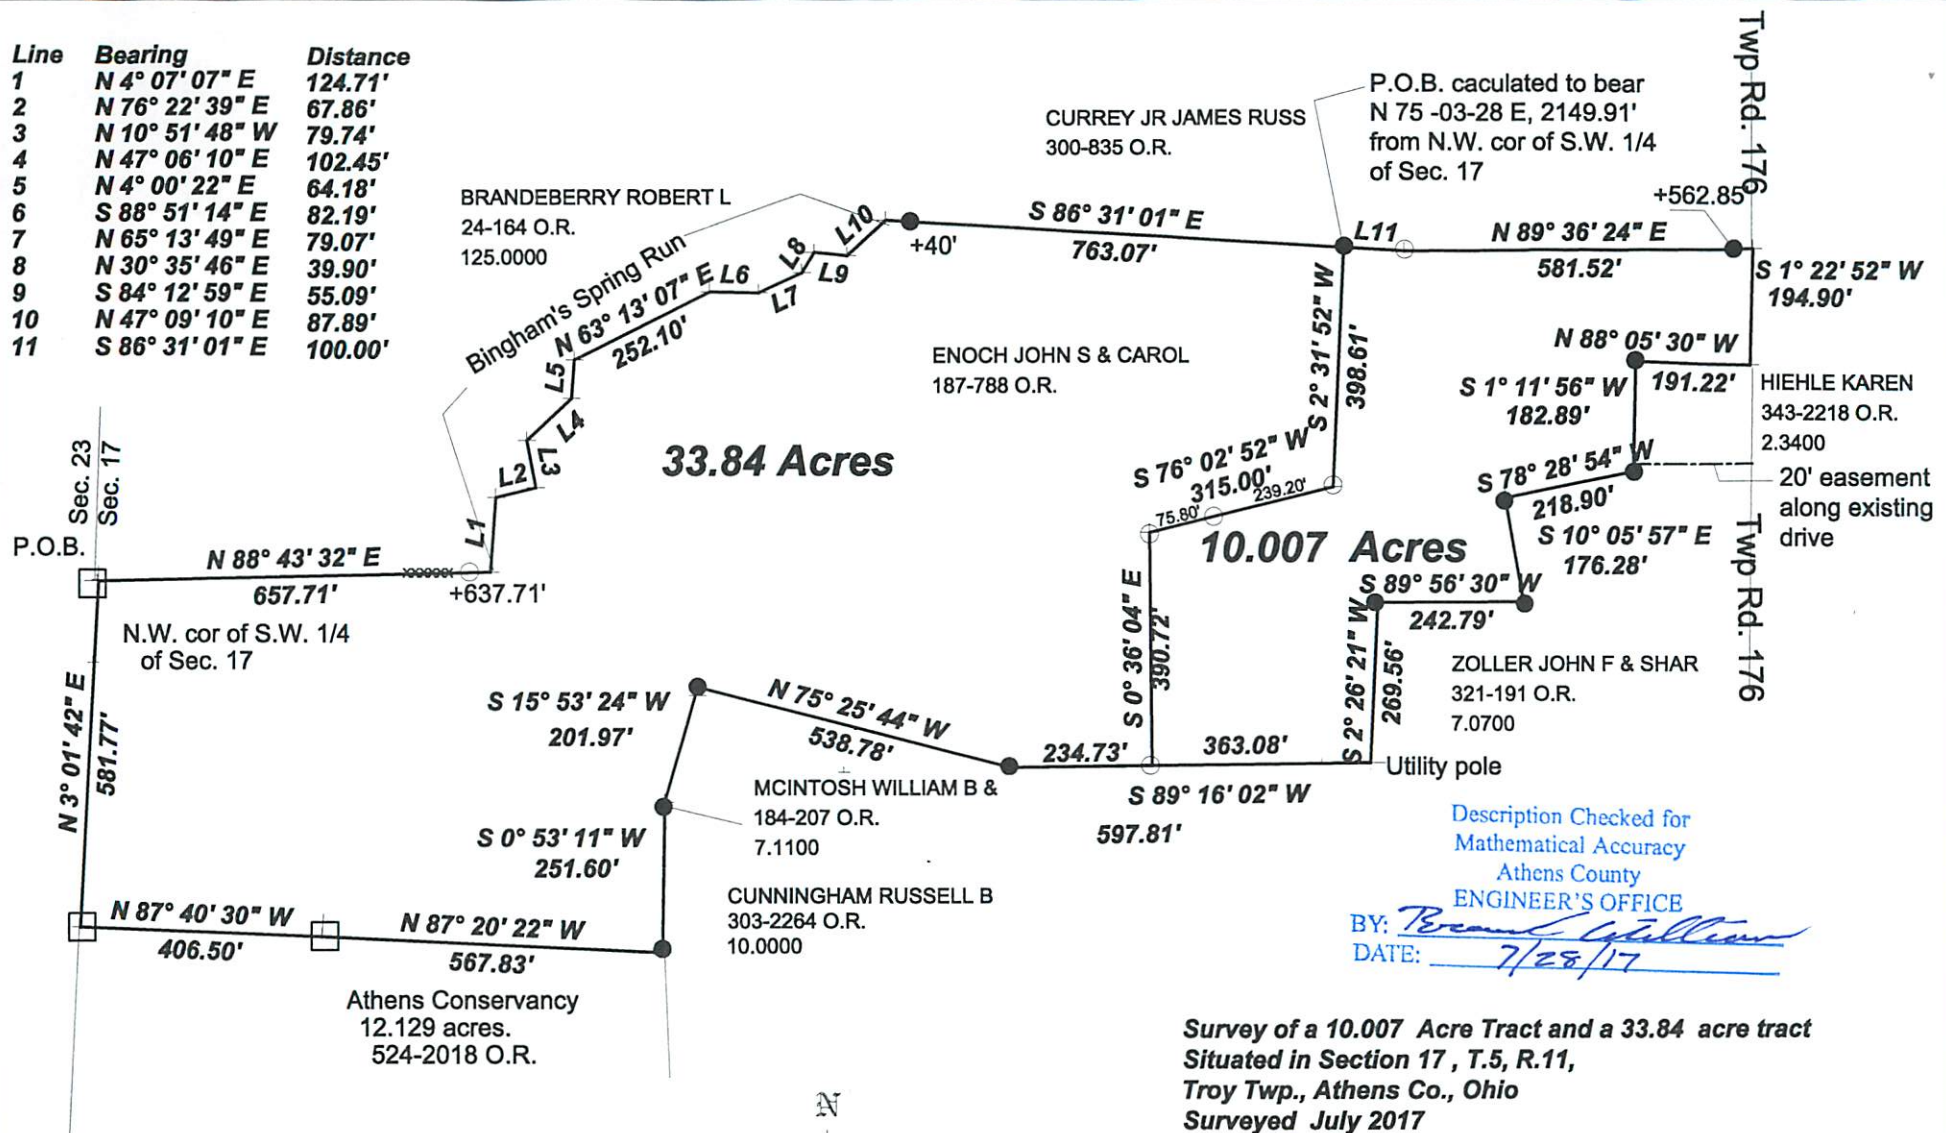 Line Bearing Distance
1 N 4° 07' 07" E 124.71'
2 N 76° 22' 39" E 67.86'
3 N 10° 51' 48" W 79.74'
4 N 47° 06' 10" E 102.45'
5 N 4° 00' 22" E 64.18'
6 S 88° 51' 14" E 82.19'
7 N 65° 13' 49" E 79.07'
8 N 30° 35' 46" E 39.90'
9 S 84° 12' 59" E 55.09'
10 N 47° 09' 10" E 87.89'
11 S 86° 31' 01" E 100.00'
BRANDEBERRY ROBERT L
24-164 O.R.
125.0000
CURREY JR JAMES RUSS
300-835 O.R.
P.O.B. caculated to bear
N 75 -03-28 E, 2149.91'
from N.W. cor of S.W. 1/4
of Sec. 17
Twp Rd. 176
+562.85'
Bingham's Spring Run
L10
L8
L9
L7
L6
N 63° 13' 07" E
252.10'
L5
L4
L3
L2
L1
+40'
S 86° 31' 01" E
763.07'
L11
N 89° 36' 24" E
581.52'
S 1° 22' 52" W
194.90'
N 88° 05' 30" W
191.22'
S 1° 11' 56" W
182.89'
HIEHLE KAREN
343-2218 O.R.
2.3400
20' easement
along existing
drive
S 78° 28' 54" W
218.90'
S 10° 05' 57" E
176.28'
Twp Rd. 176
S 2° 31' 52" W
398.61'
ENOCH JOHN S & CAROL
187-788 O.R.
33.84 Acres
S 76° 02' 52" W
315.00'
239.20'
75.80'
10.007 Acres
S 89° 56' 30" W
242.79'
S 2° 26' 21" W
269.56'
S 0° 36' 04" E
390.72'
ZOLLER JOHN F & SHAR
321-191 O.R.
7.0700
Utility pole
Sec. 23
Sec. 17
P.O.B.
N 88° 43' 32" E
657.71'
+637.71'
N.W. cor of S.W. 1/4
of Sec. 17
N 3° 01' 42" E
581.77'
S 15° 53' 24" W
201.97'
N 75° 25' 44" W
538.78'
234.73'
363.08'
S 89° 16' 02" W
597.81'
MCINTOSH WILLIAM B &
184-207 O.R.
7.1100
S 0° 53' 11" W
251.60'
CUNNINGHAM RUSSELL B
303-2264 O.R.
10.0000
N 87° 40' 30" W
406.50'
N 87° 20' 22" W
567.83'
Athens Conservancy
12.129 acres.
524-2018 O.R.
Description Checked for
Mathematical Accuracy
Athens County
ENGINEER'S OFFICE
BY:
DATE: 7/28/17
N
Survey of a 10.007 Acre Tract and a 33.84 acre tract
Situated in Section 17 , T.5, R.11,
Troy Twp., Athens Co., Ohio
Surveyed July 2017